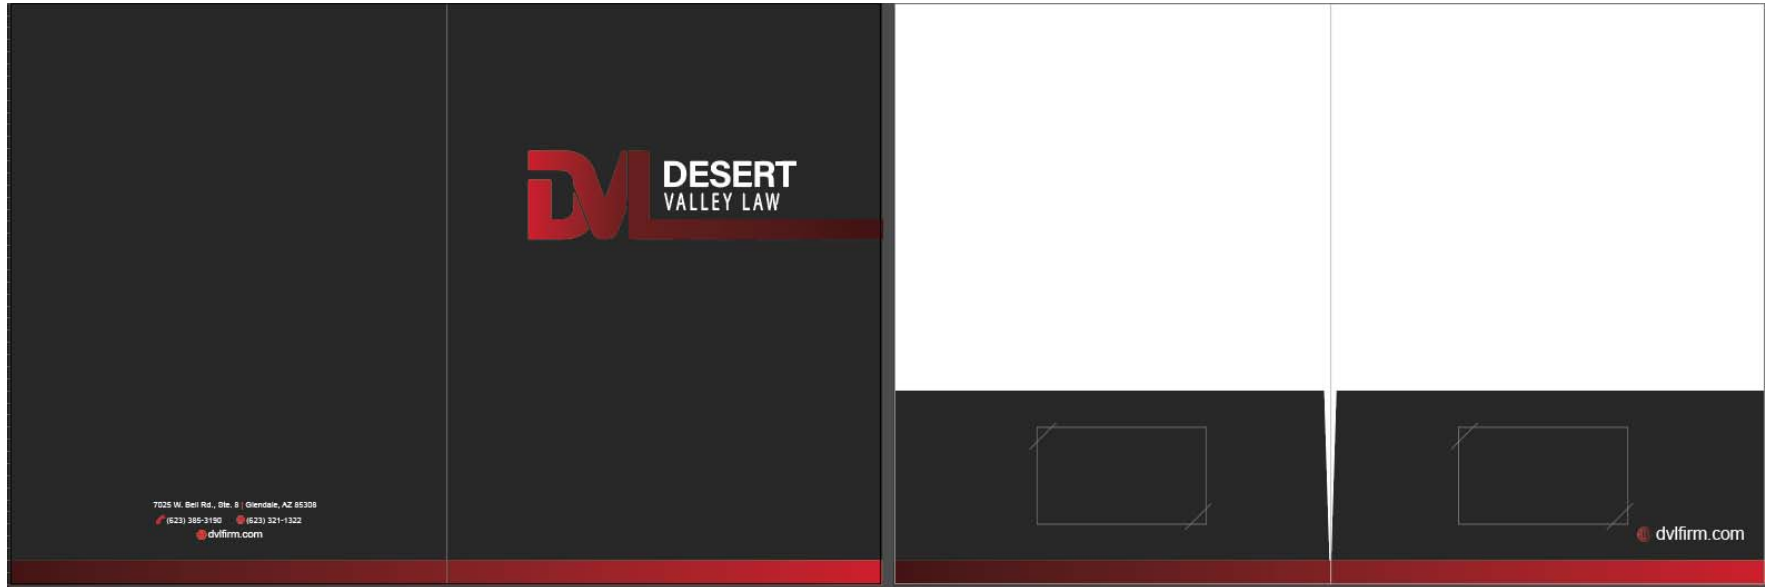 DVL
DESERT
VALLEY LAW
7025 W. Bell Rd., Ste. 8 | Glendale, AZ 85308
(623) 385-3190 (623) 321-1322
dvlfirm.com
dvlfirm.com